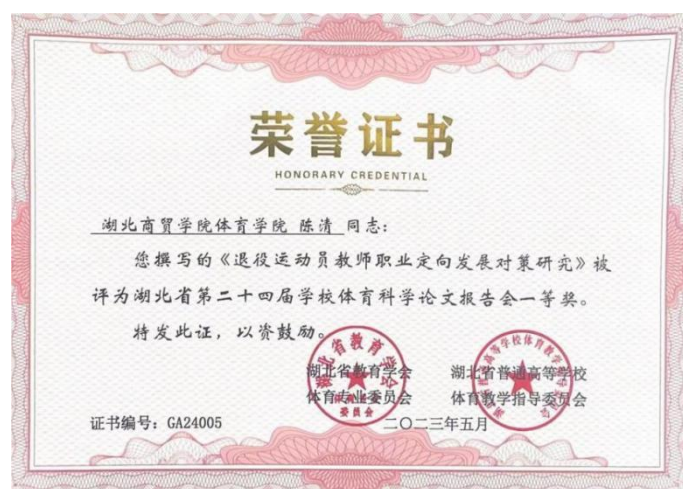 荣誉证书
HONORARY CREDENTIAL
湖北商贸学院体育学院 陈清 同志：
您撰写的《退役运动员教师职业定向发展对策研究》被
评为湖北省第二十四届学校体育科学论文报告会一等奖。
特发此证，以资鼓励。
湖北省教育学会 湖北省普通高等学校
体育专业委员会 体育教学指导委员会
证书编号：GA24005 二〇二三年五月